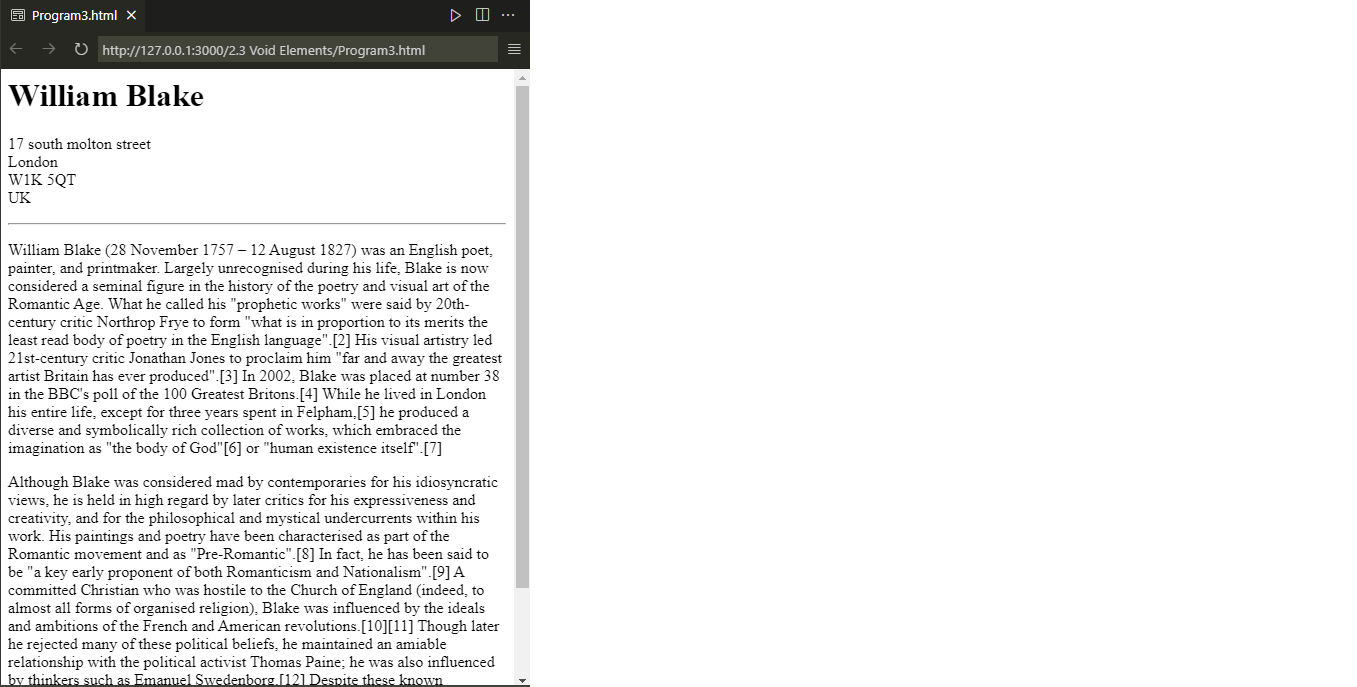 Program3.html
http://127.0.0.1:3000/2.3 Void Elements/Program3.html
William Blake
17 south molton street
London
W1K 5QT
UK
William Blake (28 November 1757 – 12 August 1827) was an English poet,
painter, and printmaker. Largely unrecognised during his life, Blake is now
considered a seminal figure in the history of the poetry and visual art of the
Romantic Age. What he called his "prophetic works" were said by 20th-
century critic Northrop Frye to form "what is in proportion to its merits the
least read body of poetry in the English language".[2] His visual artistry led
21st-century critic Jonathan Jones to proclaim him "far and away the greatest
artist Britain has ever produced".[3] In 2002, Blake was placed at number 38
in the BBC's poll of the 100 Greatest Britons.[4] While he lived in London
his entire life, except for three years spent in Felpham,[5] he produced a
diverse and symbolically rich collection of works, which embraced the
imagination as "the body of God"[6] or "human existence itself".[7]
Although Blake was considered mad by contemporaries for his idiosyncratic
views, he is held in high regard by later critics for his expressiveness and
creativity, and for the philosophical and mystical undercurrents within his
work. His paintings and poetry have been characterised as part of the
Romantic movement and as "Pre-Romantic".[8] In fact, he has been said to
be "a key early proponent of both Romanticism and Nationalism".[9] A
committed Christian who was hostile to the Church of England (indeed, to
almost all forms of organised religion), Blake was influenced by the ideals
and ambitions of the French and American revolutions.[10][11] Though later
he rejected many of these political beliefs, he maintained an amiable
relationship with the political activist Thomas Paine; he was also influenced
by thinkers such as Emanuel Swedenborg.[12] Despite these known